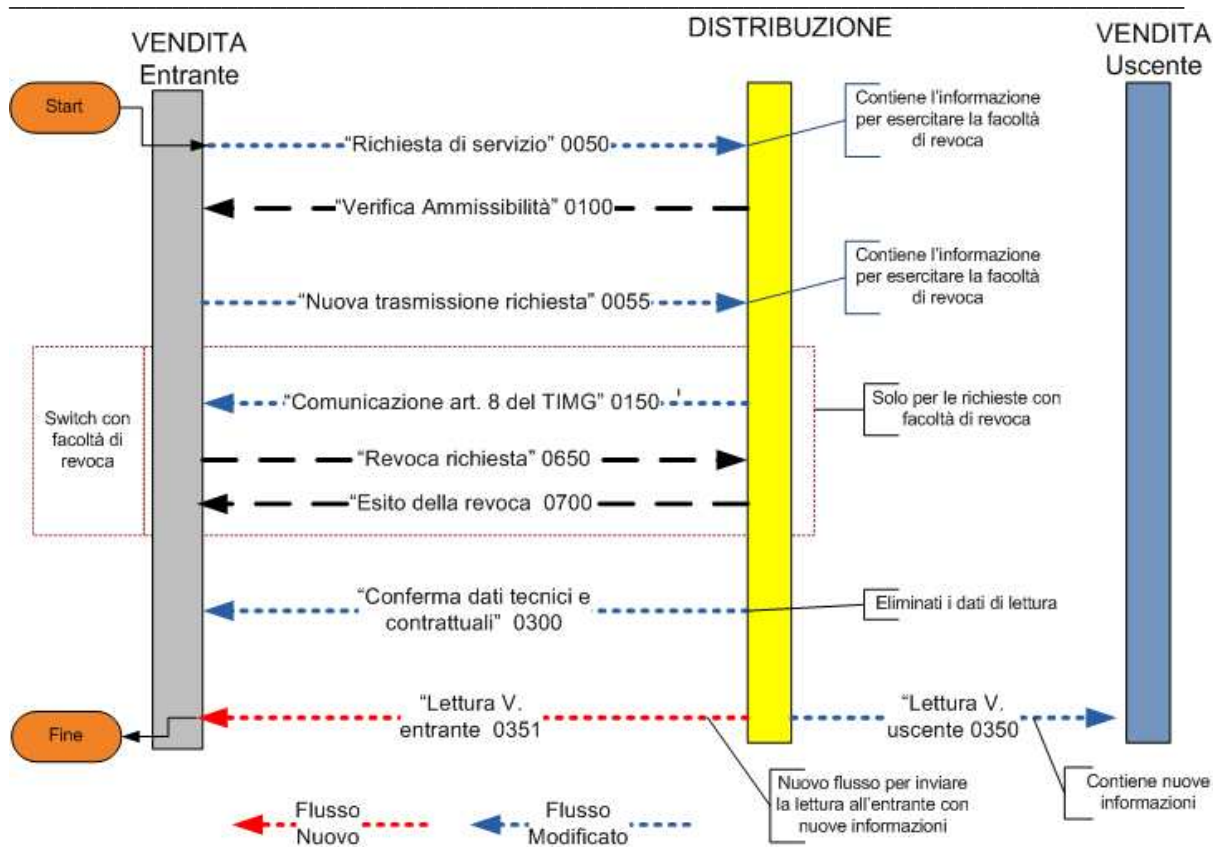 VENDITA
Entrante
DISTRIBUZIONE
VENDITA
Uscente
Start
Contiene l'informazione
per esercitare la facoltà
di revoca
“Richiesta di servizio” 0050
“Verifica Ammissibilità” 0100
Contiene l'informazione
per esercitare la facoltà
di revoca
“Nuova trasmissione richiesta” 0055
Switch con
facoltà di
revoca
“Comunicazione art. 8 del TIMG” 0150 '
Solo per le richieste con
facoltà di revoca
“Revoca richiesta” 0650
“Esito della revoca 0700
“Conferma dati tecnici e
contrattuali” 0300
Eliminati i dati di lettura
“Lettura V.
entrante 0351
“Lettura V.
uscente 0350
Fine
Nuovo flusso per inviare
la lettura all'entrante con
nuove informazioni
Contiene nuove
informazioni
Flusso
Nuovo
Flusso
Modificato